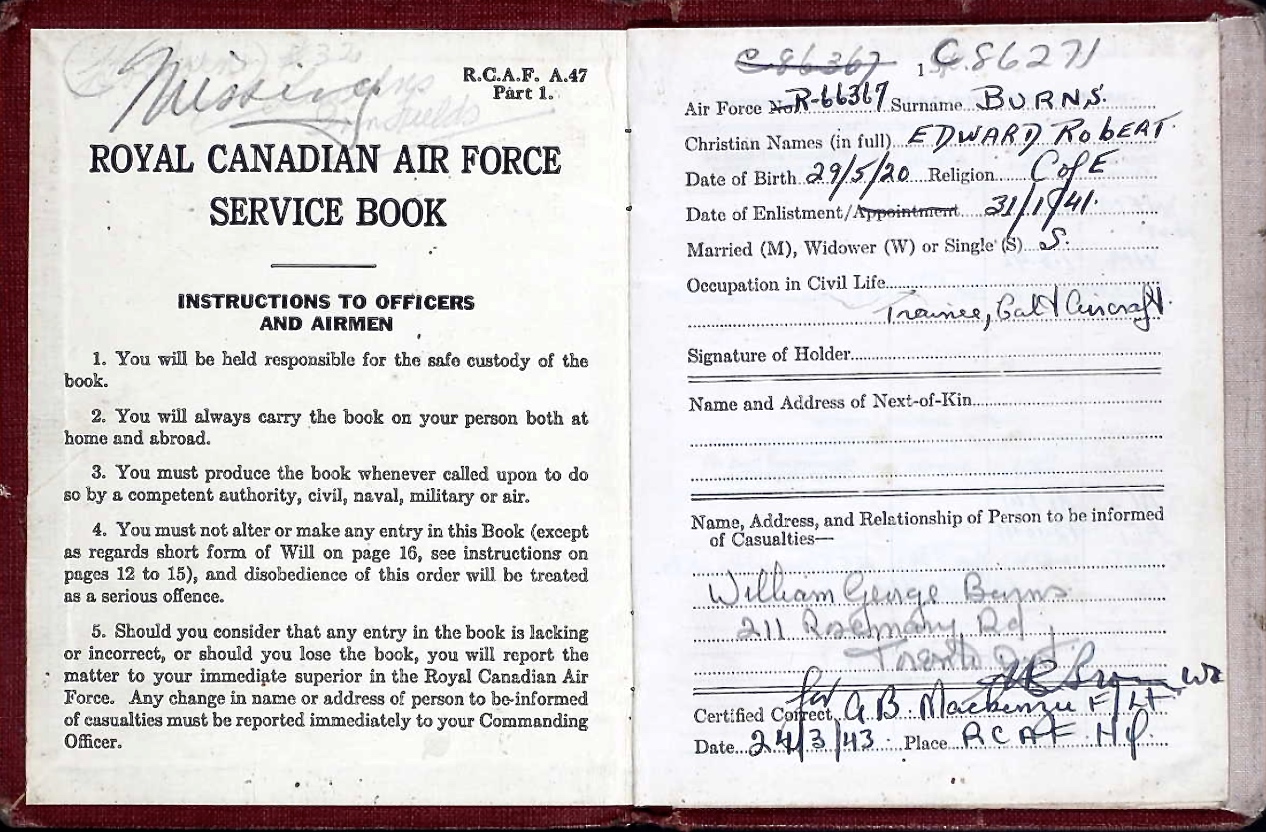 Missing
R.C.A.F. A.47
Part 1.
ROYAL CANADIAN AIR FORCE
SERVICE BOOK
INSTRUCTIONS TO OFFICERS
AND AIRMEN
1. You will be held responsible for the safe custody of the
book.
2. You will always carry the book on your person both at
home and abroad.
3. You must produce the book whenever called upon to do
so by a competent authority, civil, naval, military or air.
4. You must not alter or make any entry in this Book (except
as regards short form of Will on page 16, see instructions on
pages 12 to 15), and disobedience of this order will be treated
as a serious offence.
5. Should you consider that any entry in the book is lacking
or incorrect, or should you lose the book, you will report the
matter to your immediate superior in the Royal Canadian Air
Force. Any change in name or address of person to be informed
of casualties must be reported immediately to your Commanding
Officer.
C 86367 1 C 86271
Air Force No R-66367 Surname BURNS.
Christian Names (in full) EDWARD ROBERT.
Date of Birth 29/5/20 Religion C of E
Date of Enlistment/Appointment 31/1/41.
Married (M), Widower (W) or Single (S) S.
Occupation in Civil Life
Trainee, Galt Aircraft.
Signature of Holder
Name and Address of Next-of-Kin
Name, Address, and Relationship of Person to be informed
of Casualties—
William George Burns
211 Rosemary Rd
Toronto Ont.
for
Certified Correct, A B Mackenzie F/Lt.
Date 24/3/43. Place R C A F Hq.